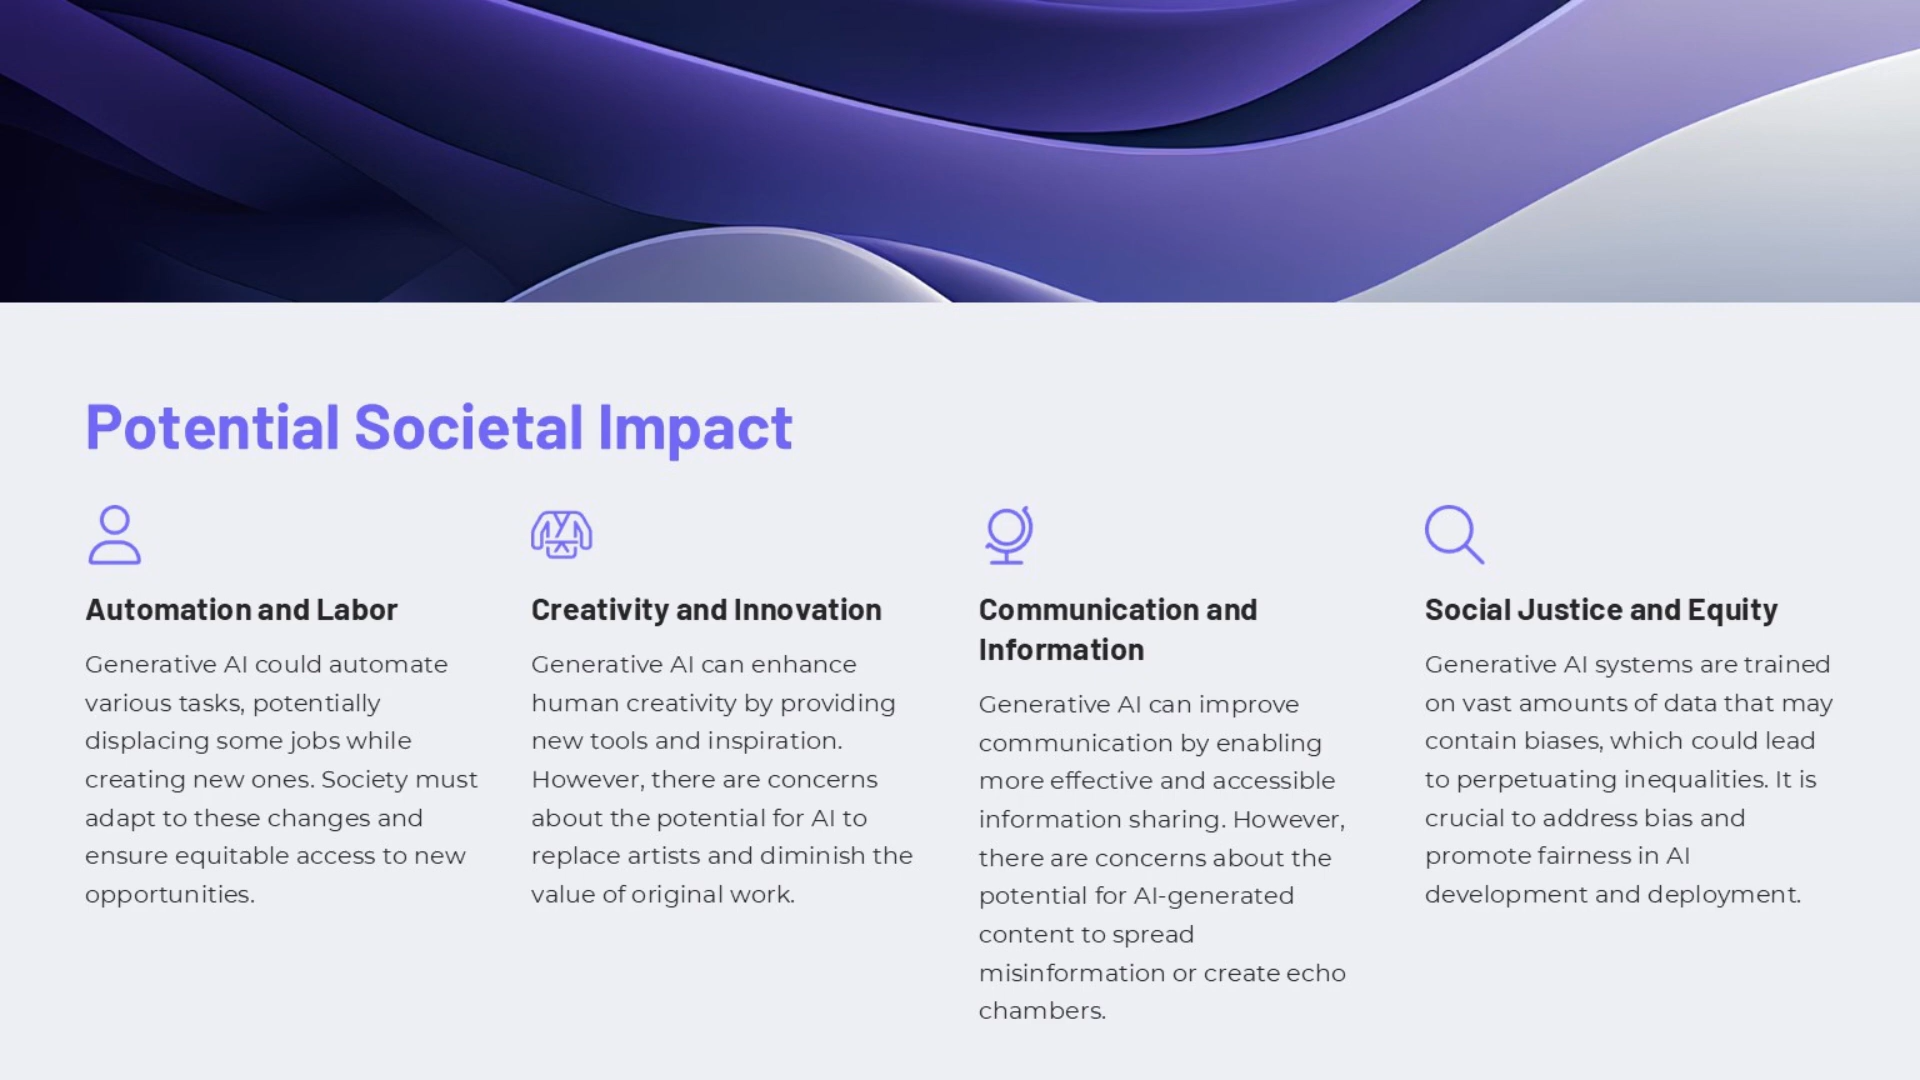 Potential Societal Impact
Automation and Labor
Generative AI could automate
various tasks, potentially
displacing some jobs while
creating new ones. Society must
adapt to these changes and
ensure equitable access to new
opportunities.
Creativity and Innovation
Generative AI can enhance
human creativity by providing
new tools and inspiration.
However, there are concerns
about the potential for AI to
replace artists and diminish the
value of original work.
Communication and
Information
Generative AI can improve
communication by enabling
more effective and accessible
information sharing. However,
there are concerns about the
potential for AI-generated
content to spread
misinformation or create echo
chambers.
Social Justice and Equity
Generative AI systems are trained
on vast amounts of data that may
contain biases, which could lead
to perpetuating inequalities. It is
crucial to address bias and
promote fairness in AI
development and deployment.